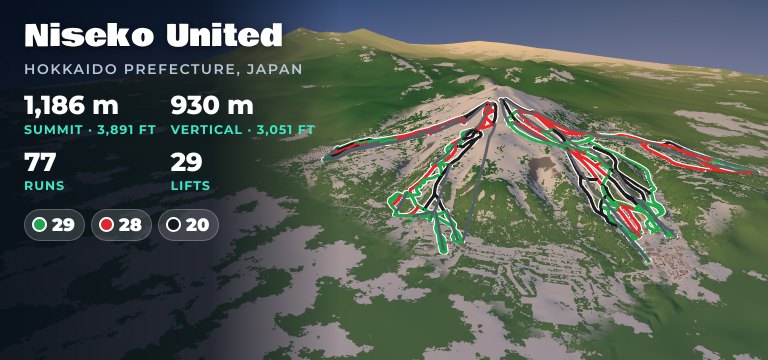 Niseko United
HOKKAIDO PREFECTURE, JAPAN
1,186 m 930 m
SUMMIT · 3,891 FT VERTICAL · 3,051 FT
77 29
RUNS LIFTS
29 28 20